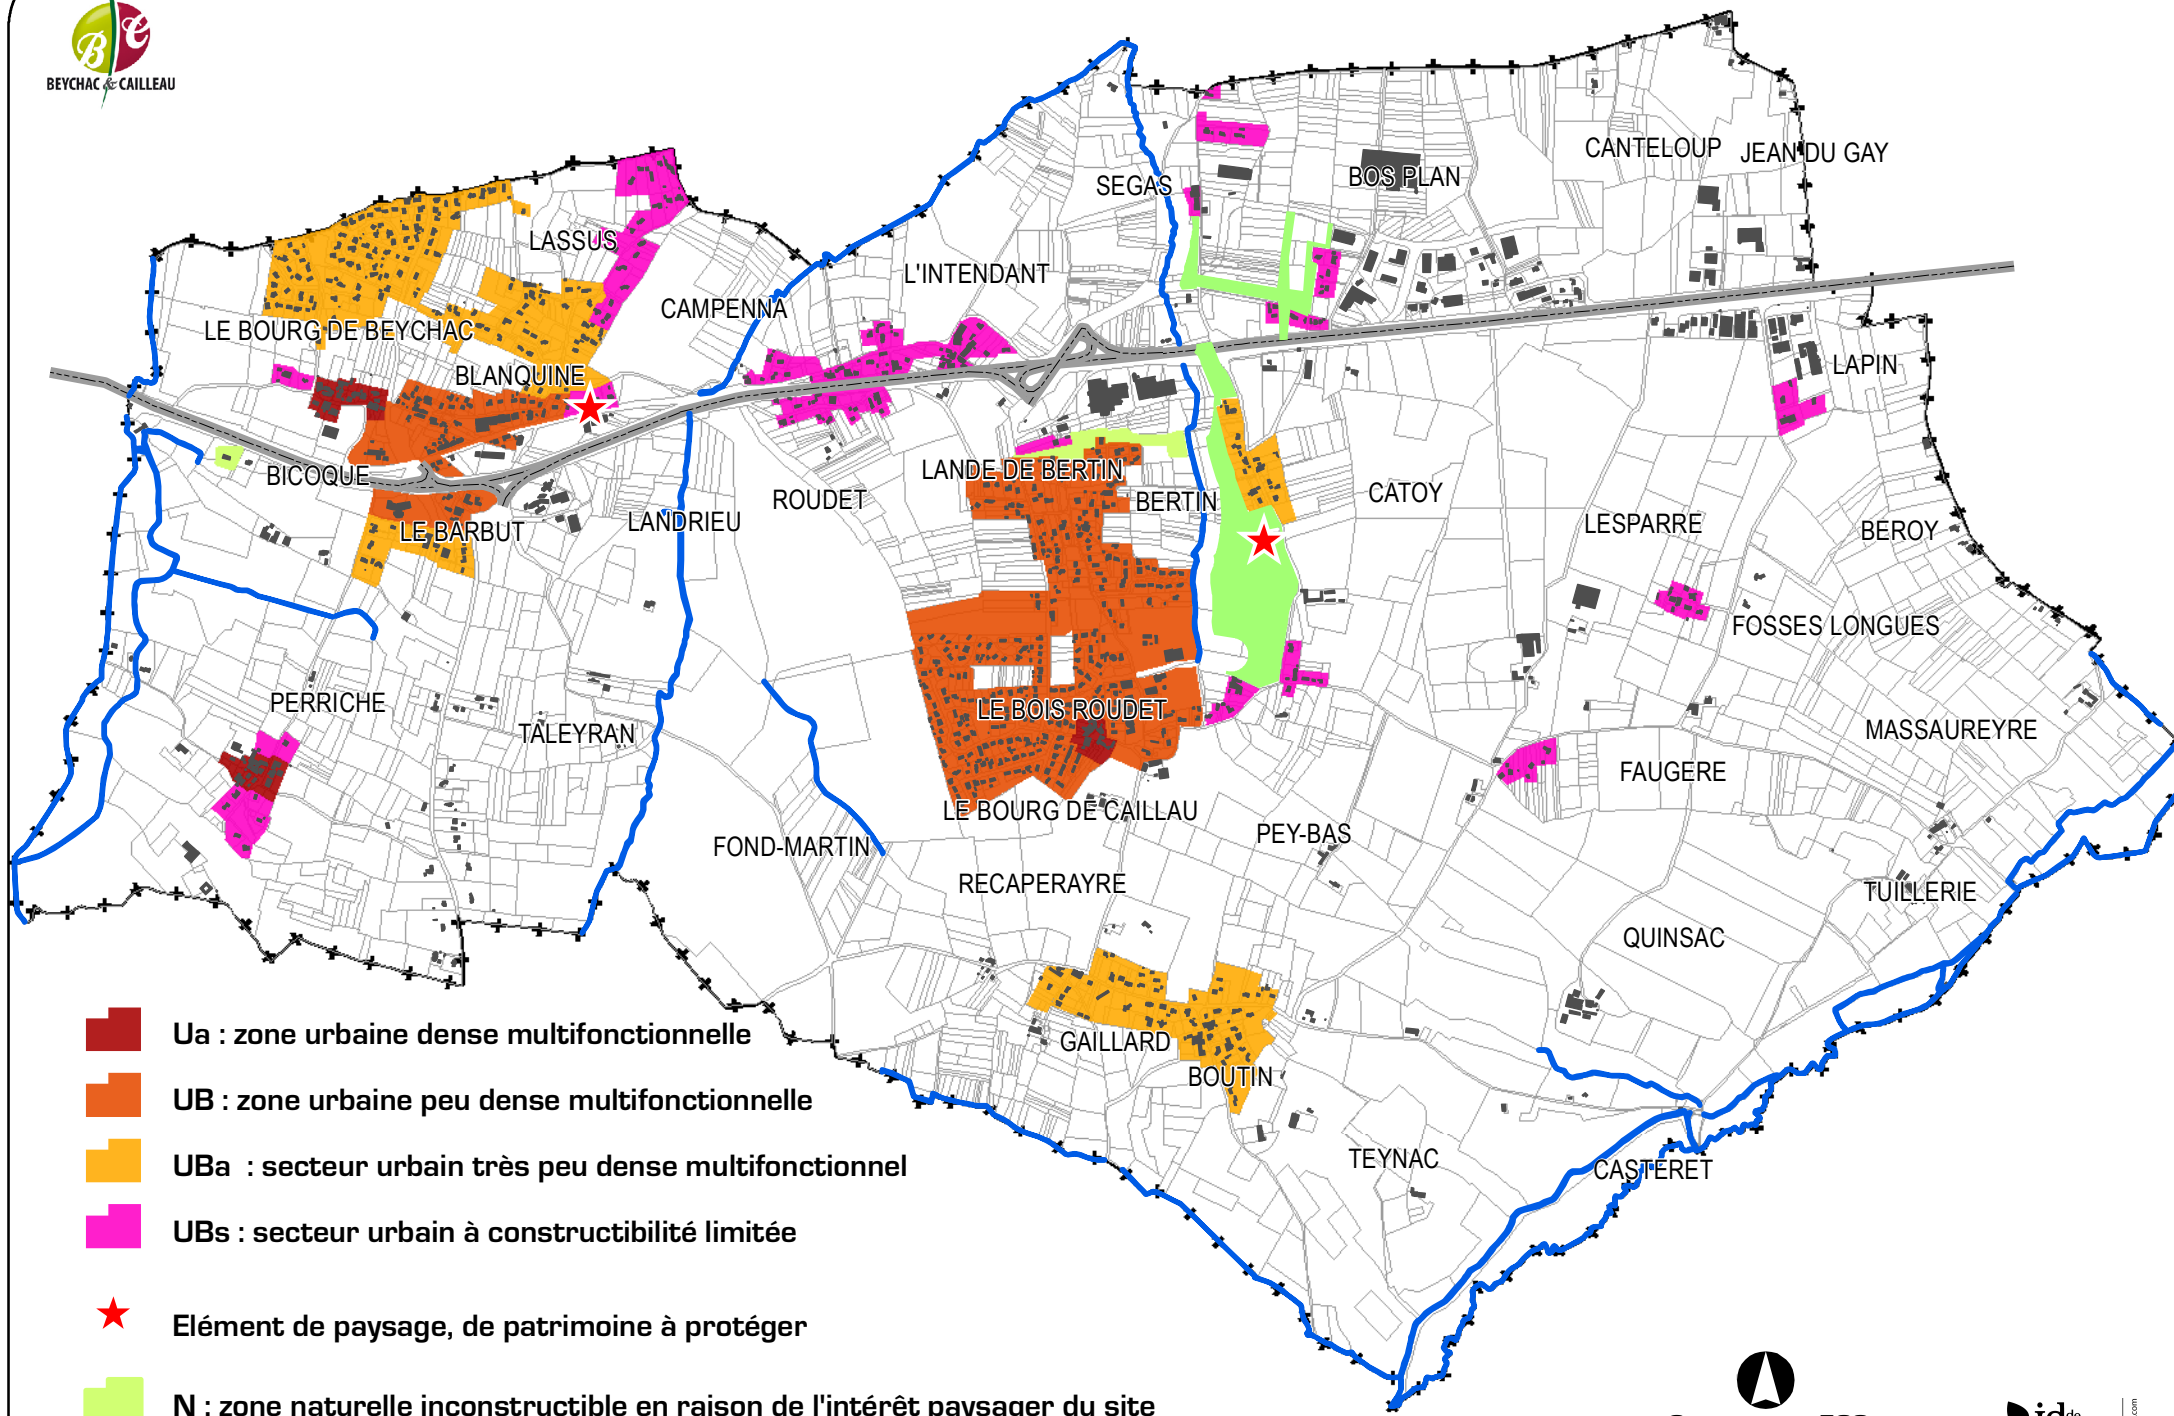 BEYCHAC & CAILLEAU
CANTELOUP
JEAN DU GAY
BOS PLAN
SEGAS
LASSUS
L'INTENDANT
CAMPENNA
LE BOURG DE BEYCHAC
LAPIN
BLANQUINE
BICOQUE
LANDE DE BERTIN
ROUDET
BERTIN
CATOY
LE BARBUT
LANDRIEU
LESPARRE
BEROY
FOSSES LONGUES
PERRICHE
LE BOIS ROUDET
TALEYRAN
MASSAUREYRE
FAUGERE
LE BOURG DE CAILLAU
PEY-BAS
FOND-MARTIN
RECAPERAYRE
TUILLERIE
QUINSAC
GAILLARD
BOUTIN
TEYNAC
CASTERET
Ua : zone urbaine dense multifonctionnelle
UB : zone urbaine peu dense multifonctionnelle
UBa : secteur urbain très peu dense multifonctionnel
UBs : secteur urbain à constructibilité limitée
Elément de paysage, de patrimoine à protéger
N : zone naturelle inconstructible en raison de l'intérêt paysager du site